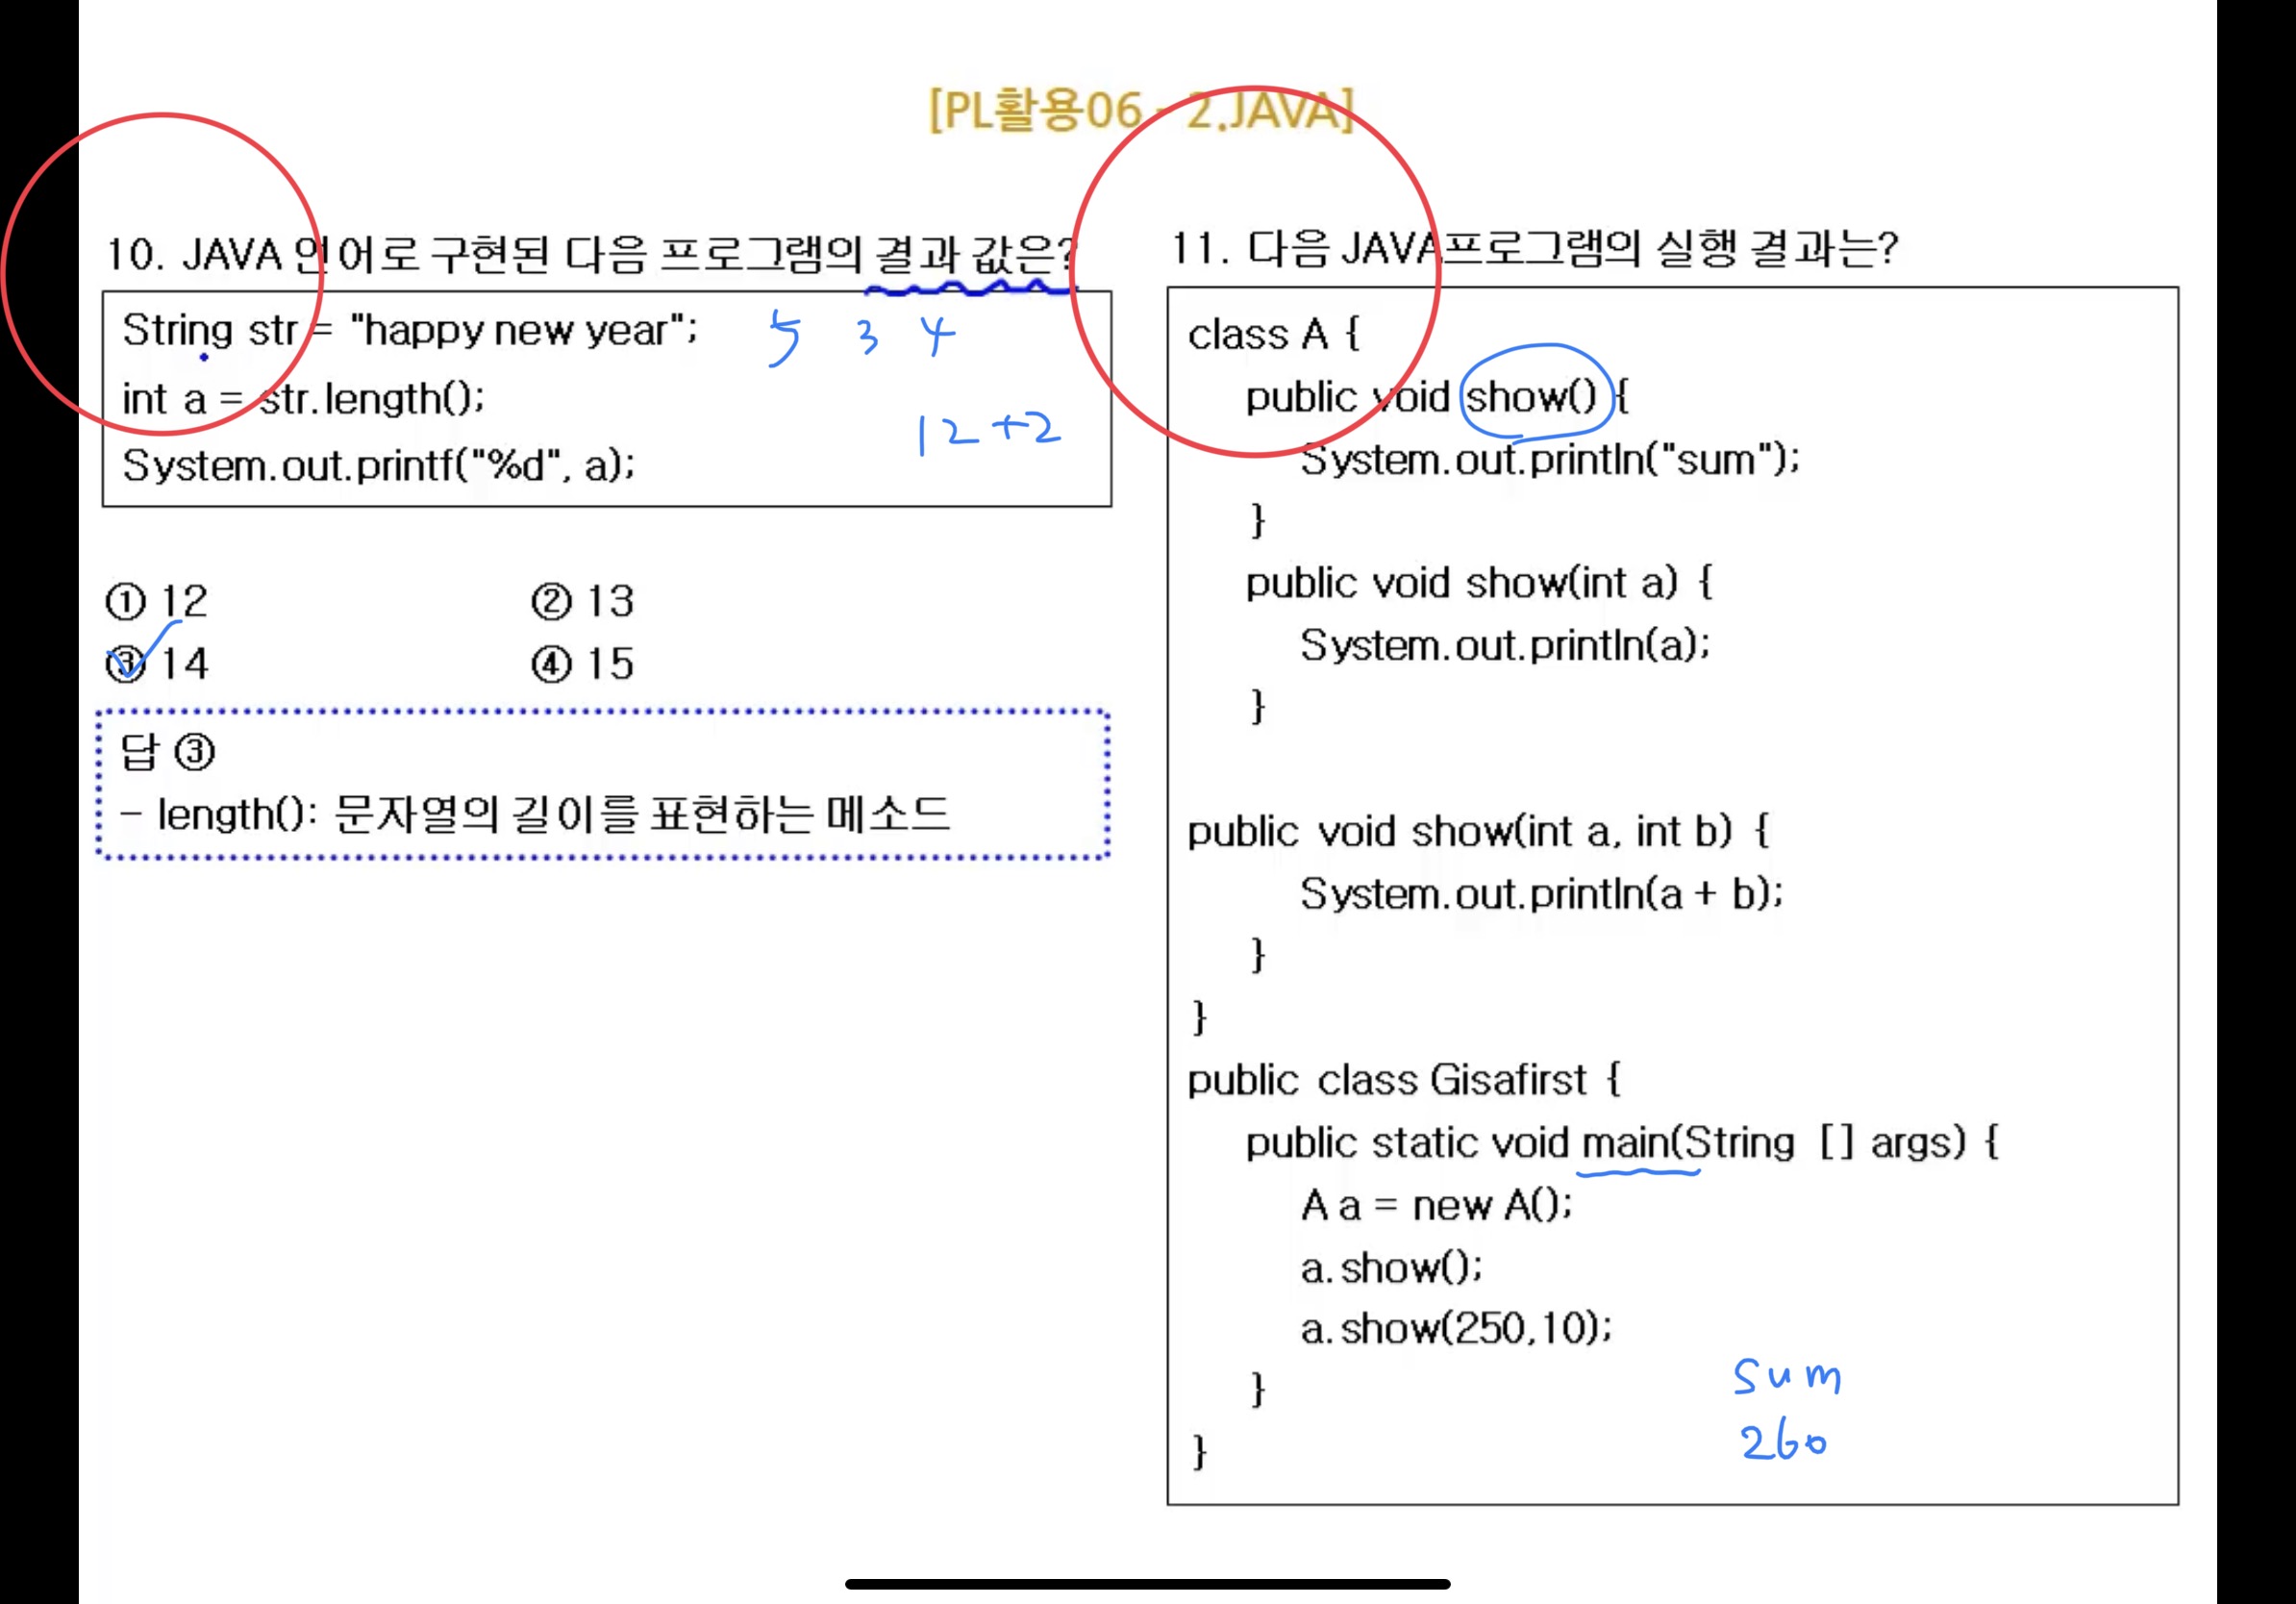 [PL활용06 - 2.JAVA]
10. JAVA 언어로 구현된 다음 프로그램의 결과 값은?
String str = "happy new year";
5 3 4
int a = str.length();
12+2
System.out.printf("%d", a);
① 12
② 13
③ 14
④ 15
답 ③
- length(): 문자열의 길이를 표현하는 메소드
11. 다음 JAVA프로그램의 실행 결과는?
class A {
public void show() {
System.out.println("sum");
}
public void show(int a) {
System.out.println(a);
}
public void show(int a, int b) {
System.out.println(a + b);
}
}
public class Gisafirst {
public static void main(String [] args) {
A a = new A();
a.show();
a.show(250,10);
}
}
sum
260